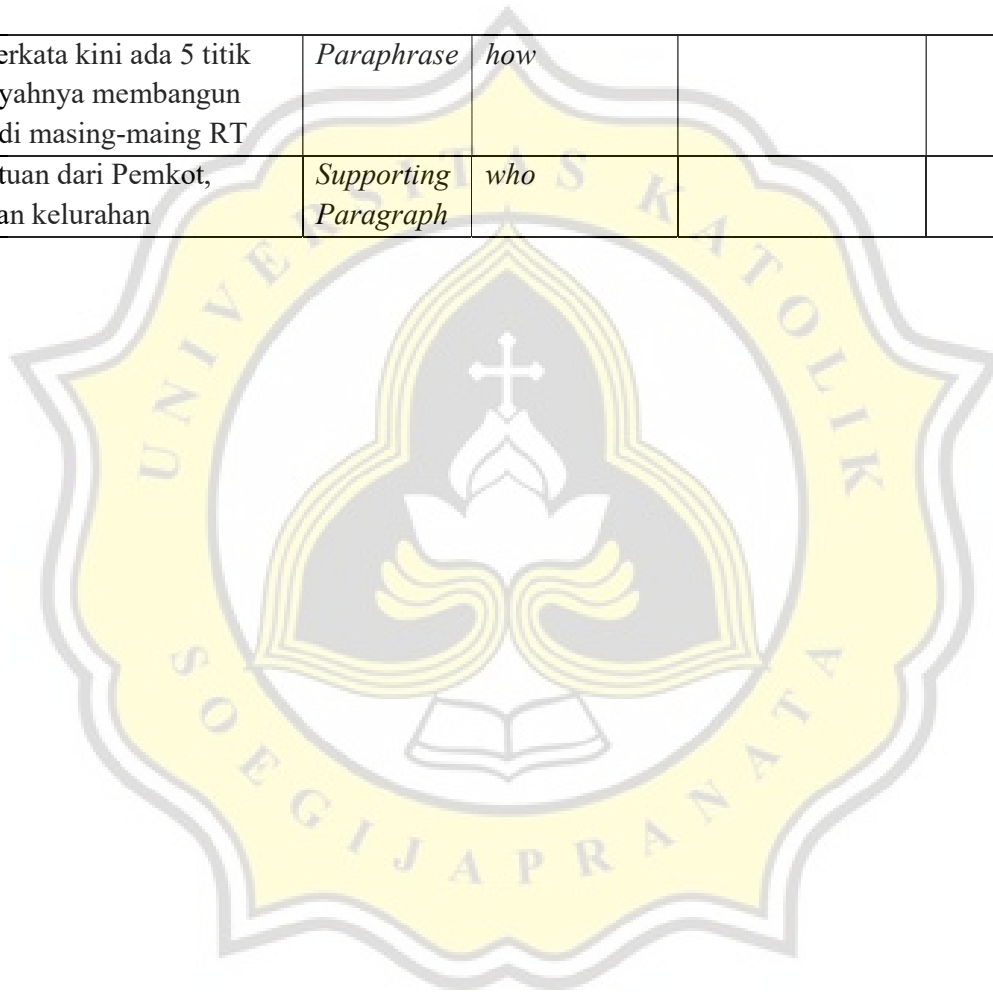 erkata kini ada 5 titik Paraphrase how
yahnya membangun
di masing-maing RT
tuan dari Pemkot, Supporting who
an kelurahan Paragraph
UNIVERSITAS KATOLIK
SOEGIJAPRANATA